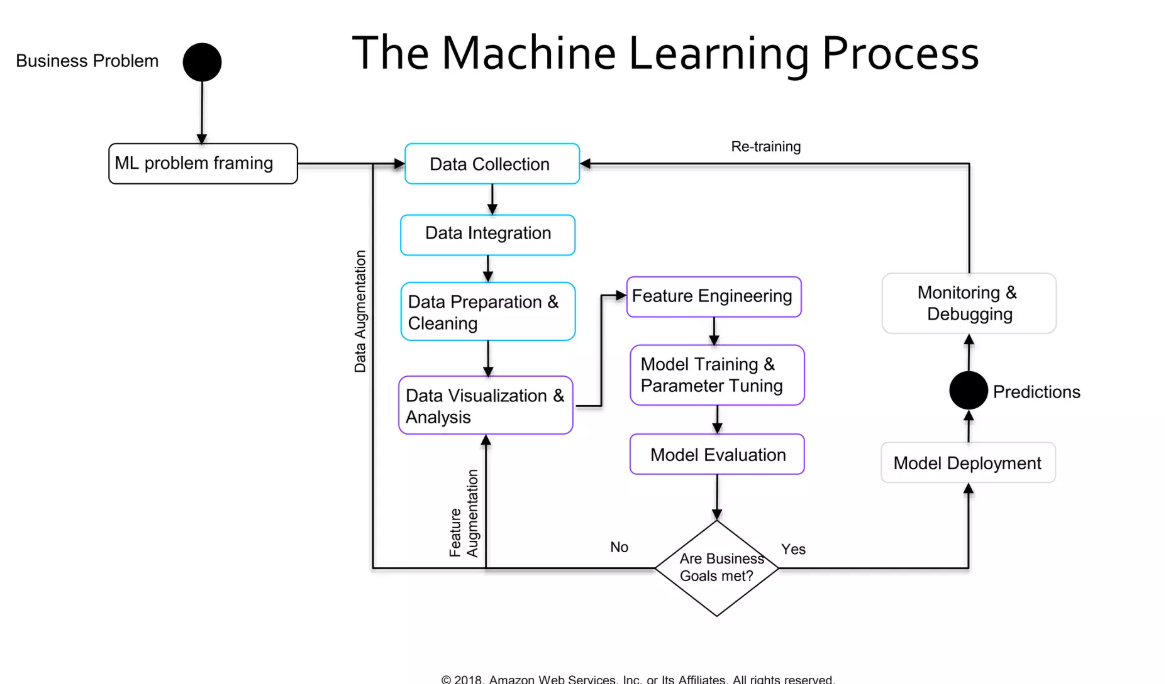 The Machine Learning Process
Business Problem
ML problem framing
Data Collection
Re-training
Data Integration
Data Augmentation
Data Preparation &
Cleaning
Feature Engineering
Monitoring &
Debugging
Model Training &
Parameter Tuning
Data Visualization &
Analysis
Predictions
Model Evaluation
Model Deployment
Feature
Augmentation
No
Are Business
Goals met?
Yes
© 2018, Amazon Web Services, Inc. or Its Affiliates. All rights reserved.